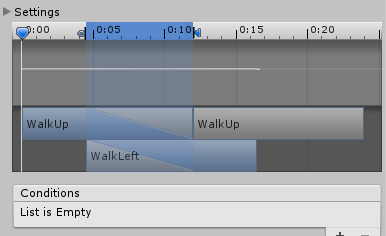 Settings
0:00 0:05 0:10 0:15 0:20
WalkUp WalkUp
WalkLeft
Conditions
List is Empty